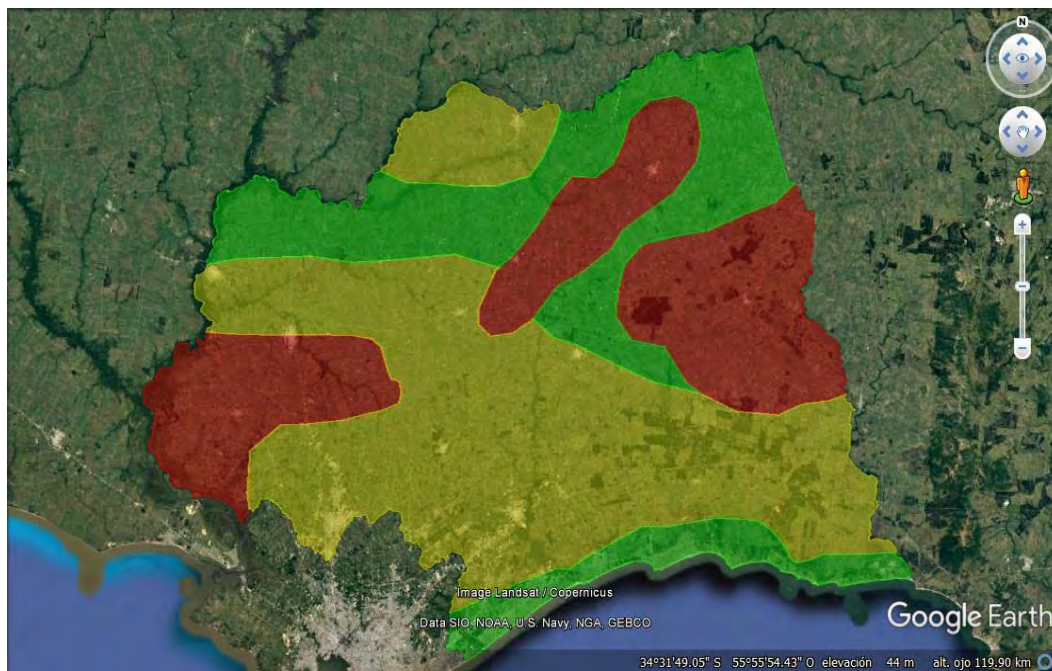 N
Image Landsat / Copernicus
Data SIO, NOAA, U.S. Navy, NGA, GEBCO
Google Earth
34°31'49.05" S 55°55'54.43" O elevación 44 m alt. ojo 119.90 km